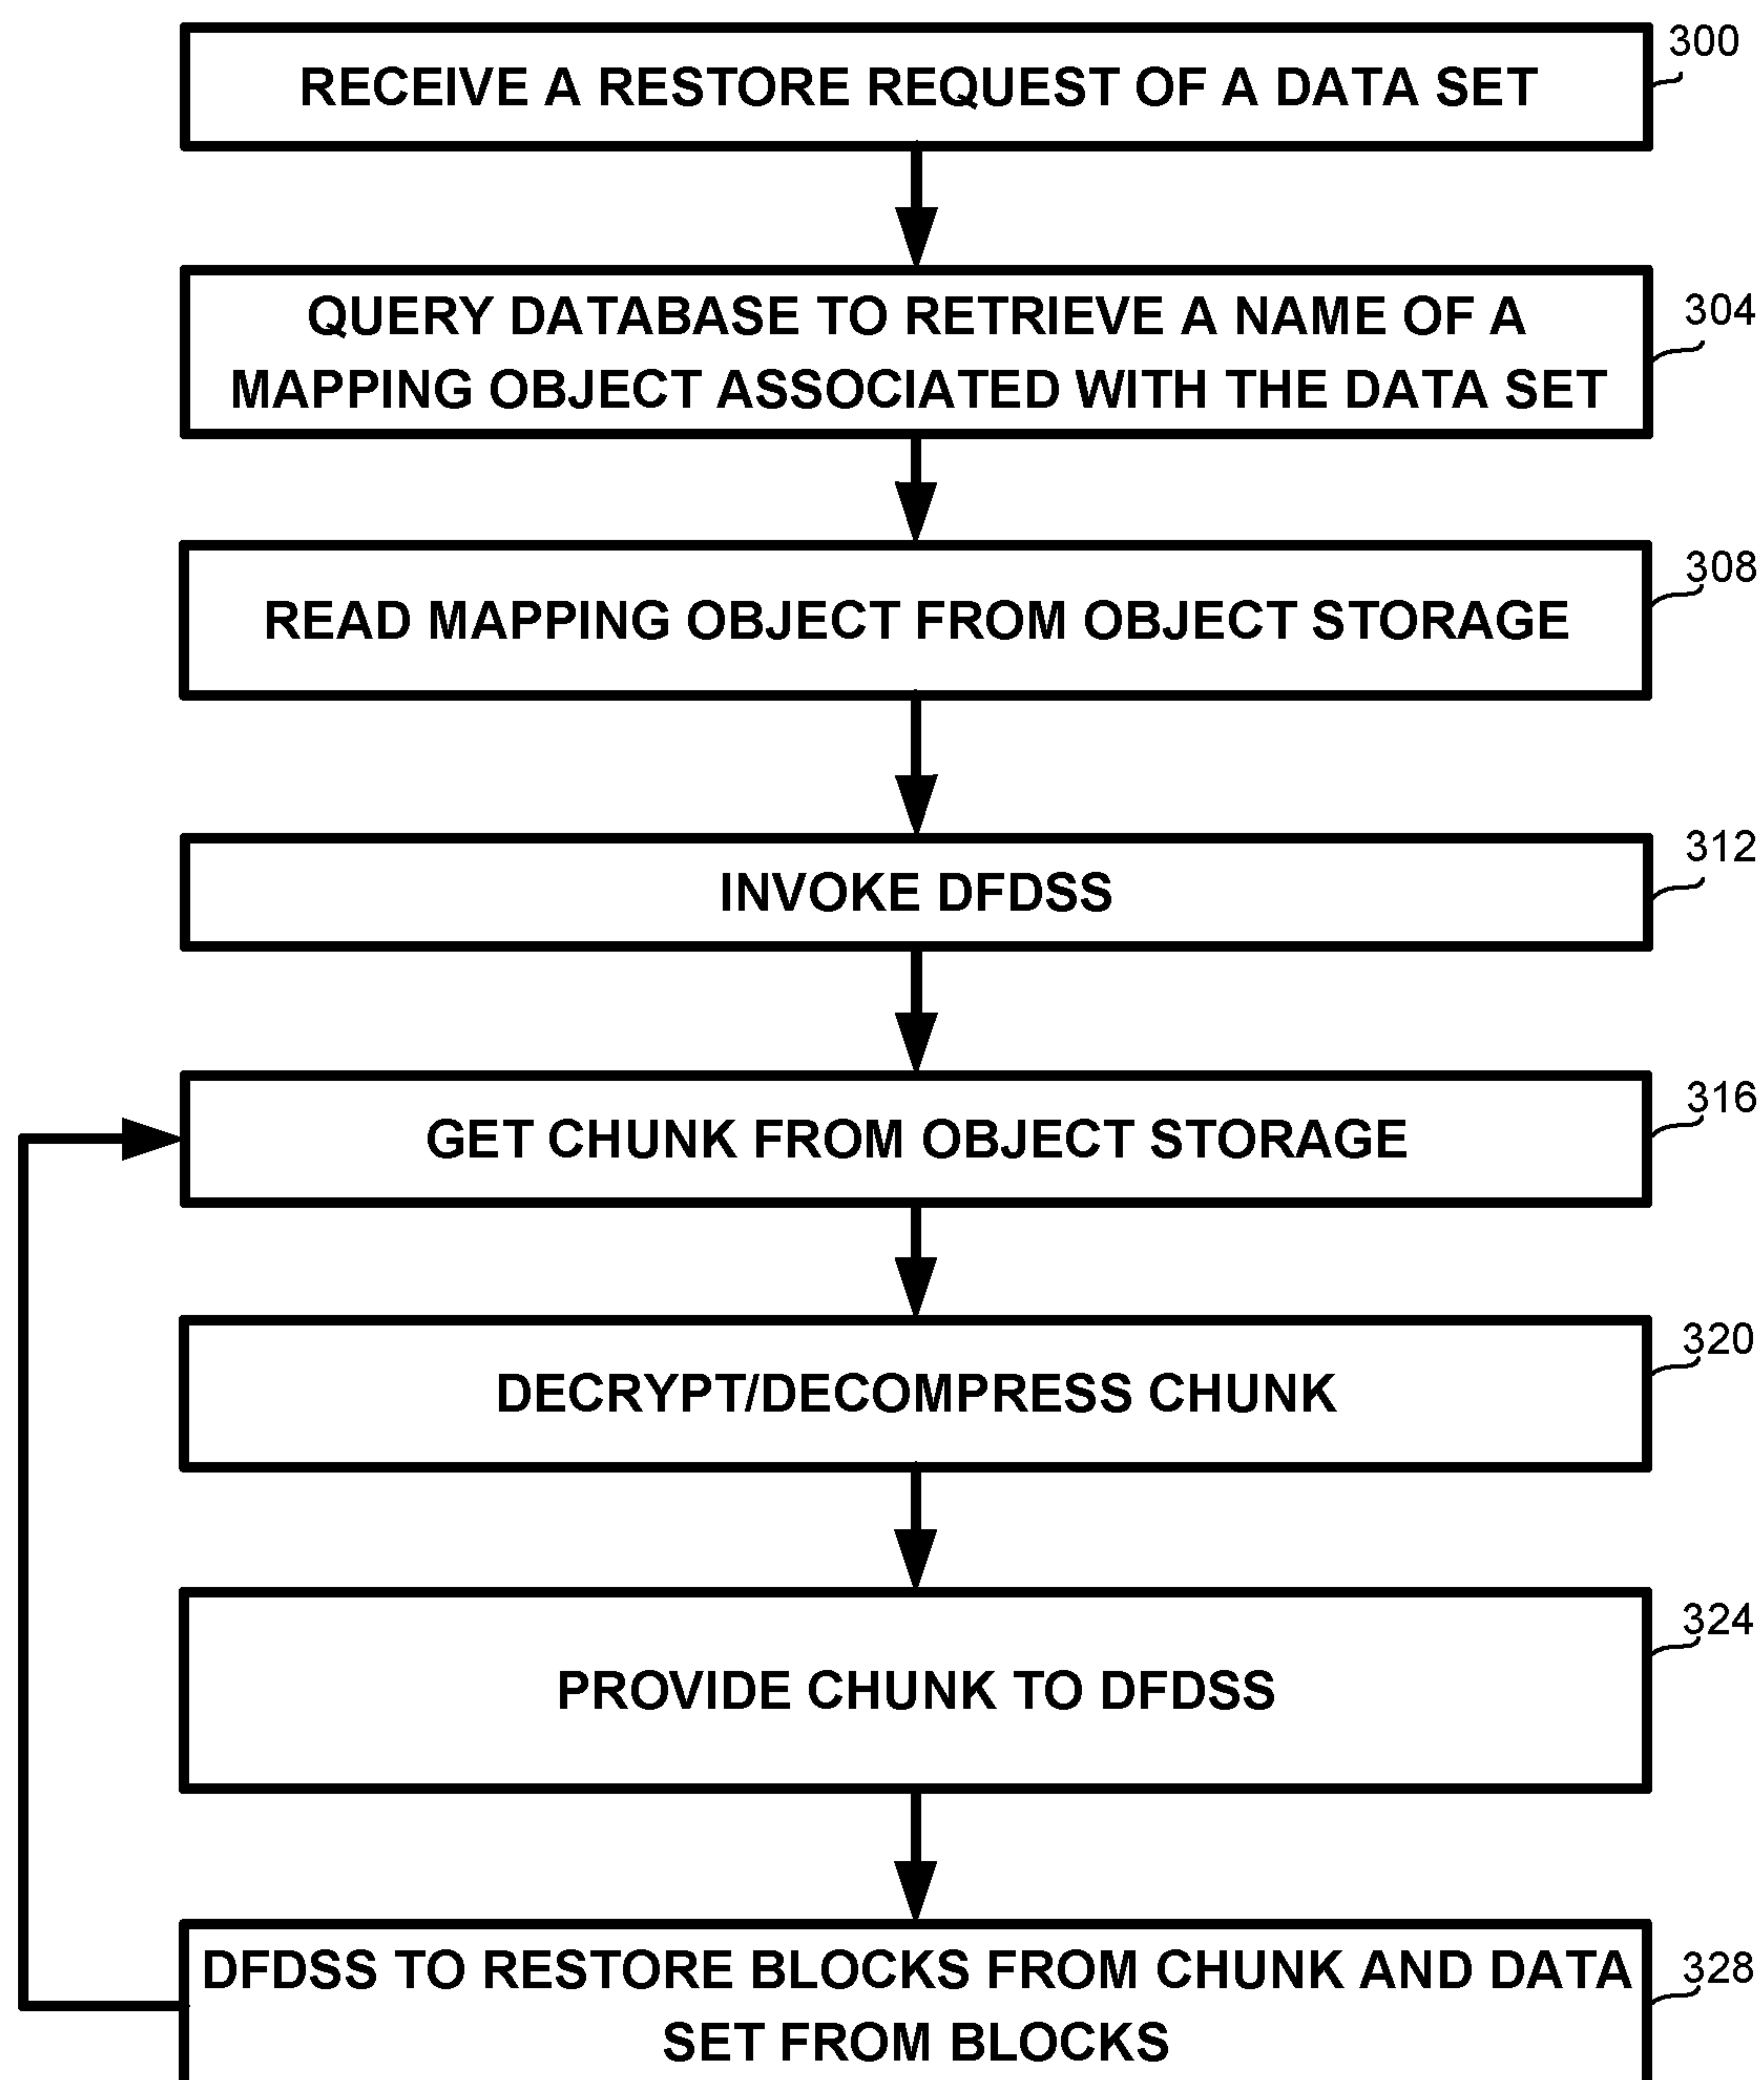 RECEIVE A RESTORE REQUEST OF A DATA SET
300
QUERY DATABASE TO RETRIEVE A NAME OF A
MAPPING OBJECT ASSOCIATED WITH THE DATA SET
304
READ MAPPING OBJECT FROM OBJECT STORAGE
308
INVOKE DFDSS
312
GET CHUNK FROM OBJECT STORAGE
316
DECRYPT/DECOMPRESS CHUNK
320
PROVIDE CHUNK TO DFDSS
324
DFDSS TO RESTORE BLOCKS FROM CHUNK AND DATA
SET FROM BLOCKS
328